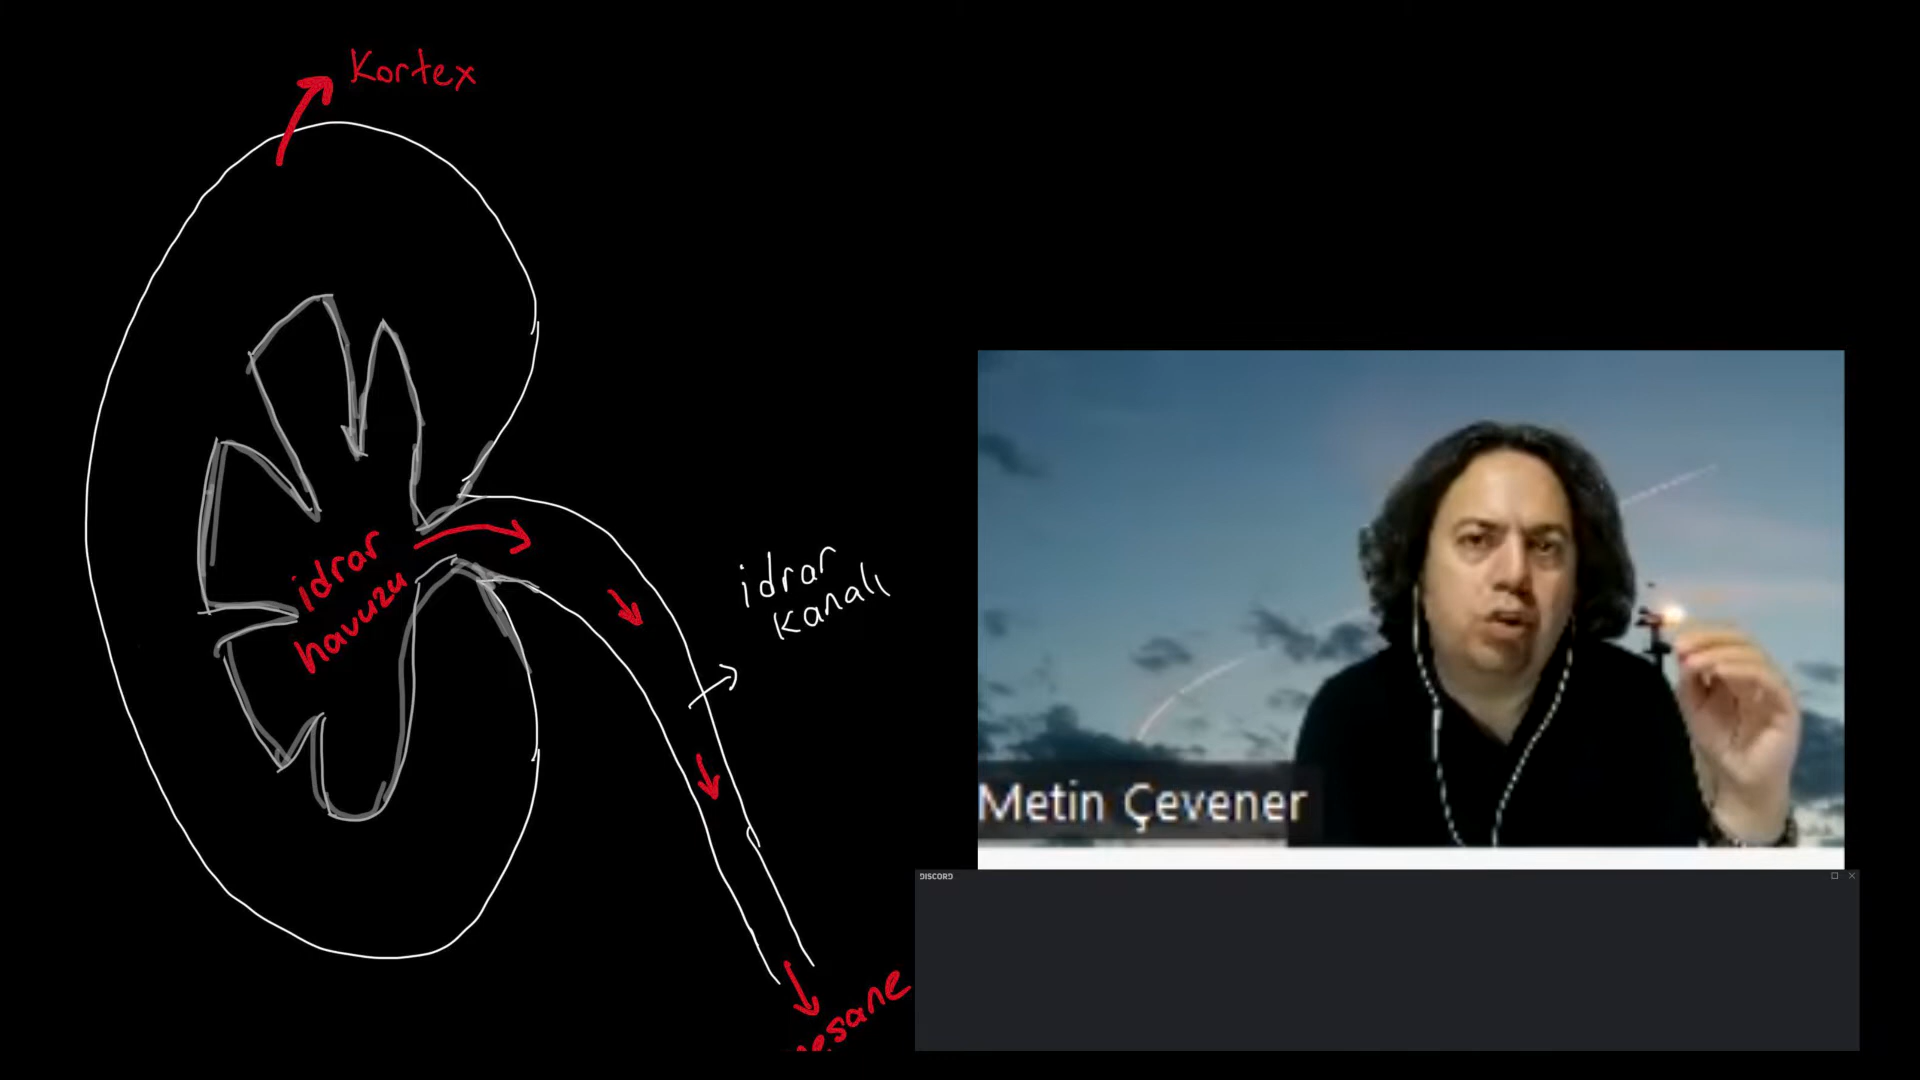 Kortex
idrar
havuzu
idrar
kanalı
Metin Çevener
DISCORD